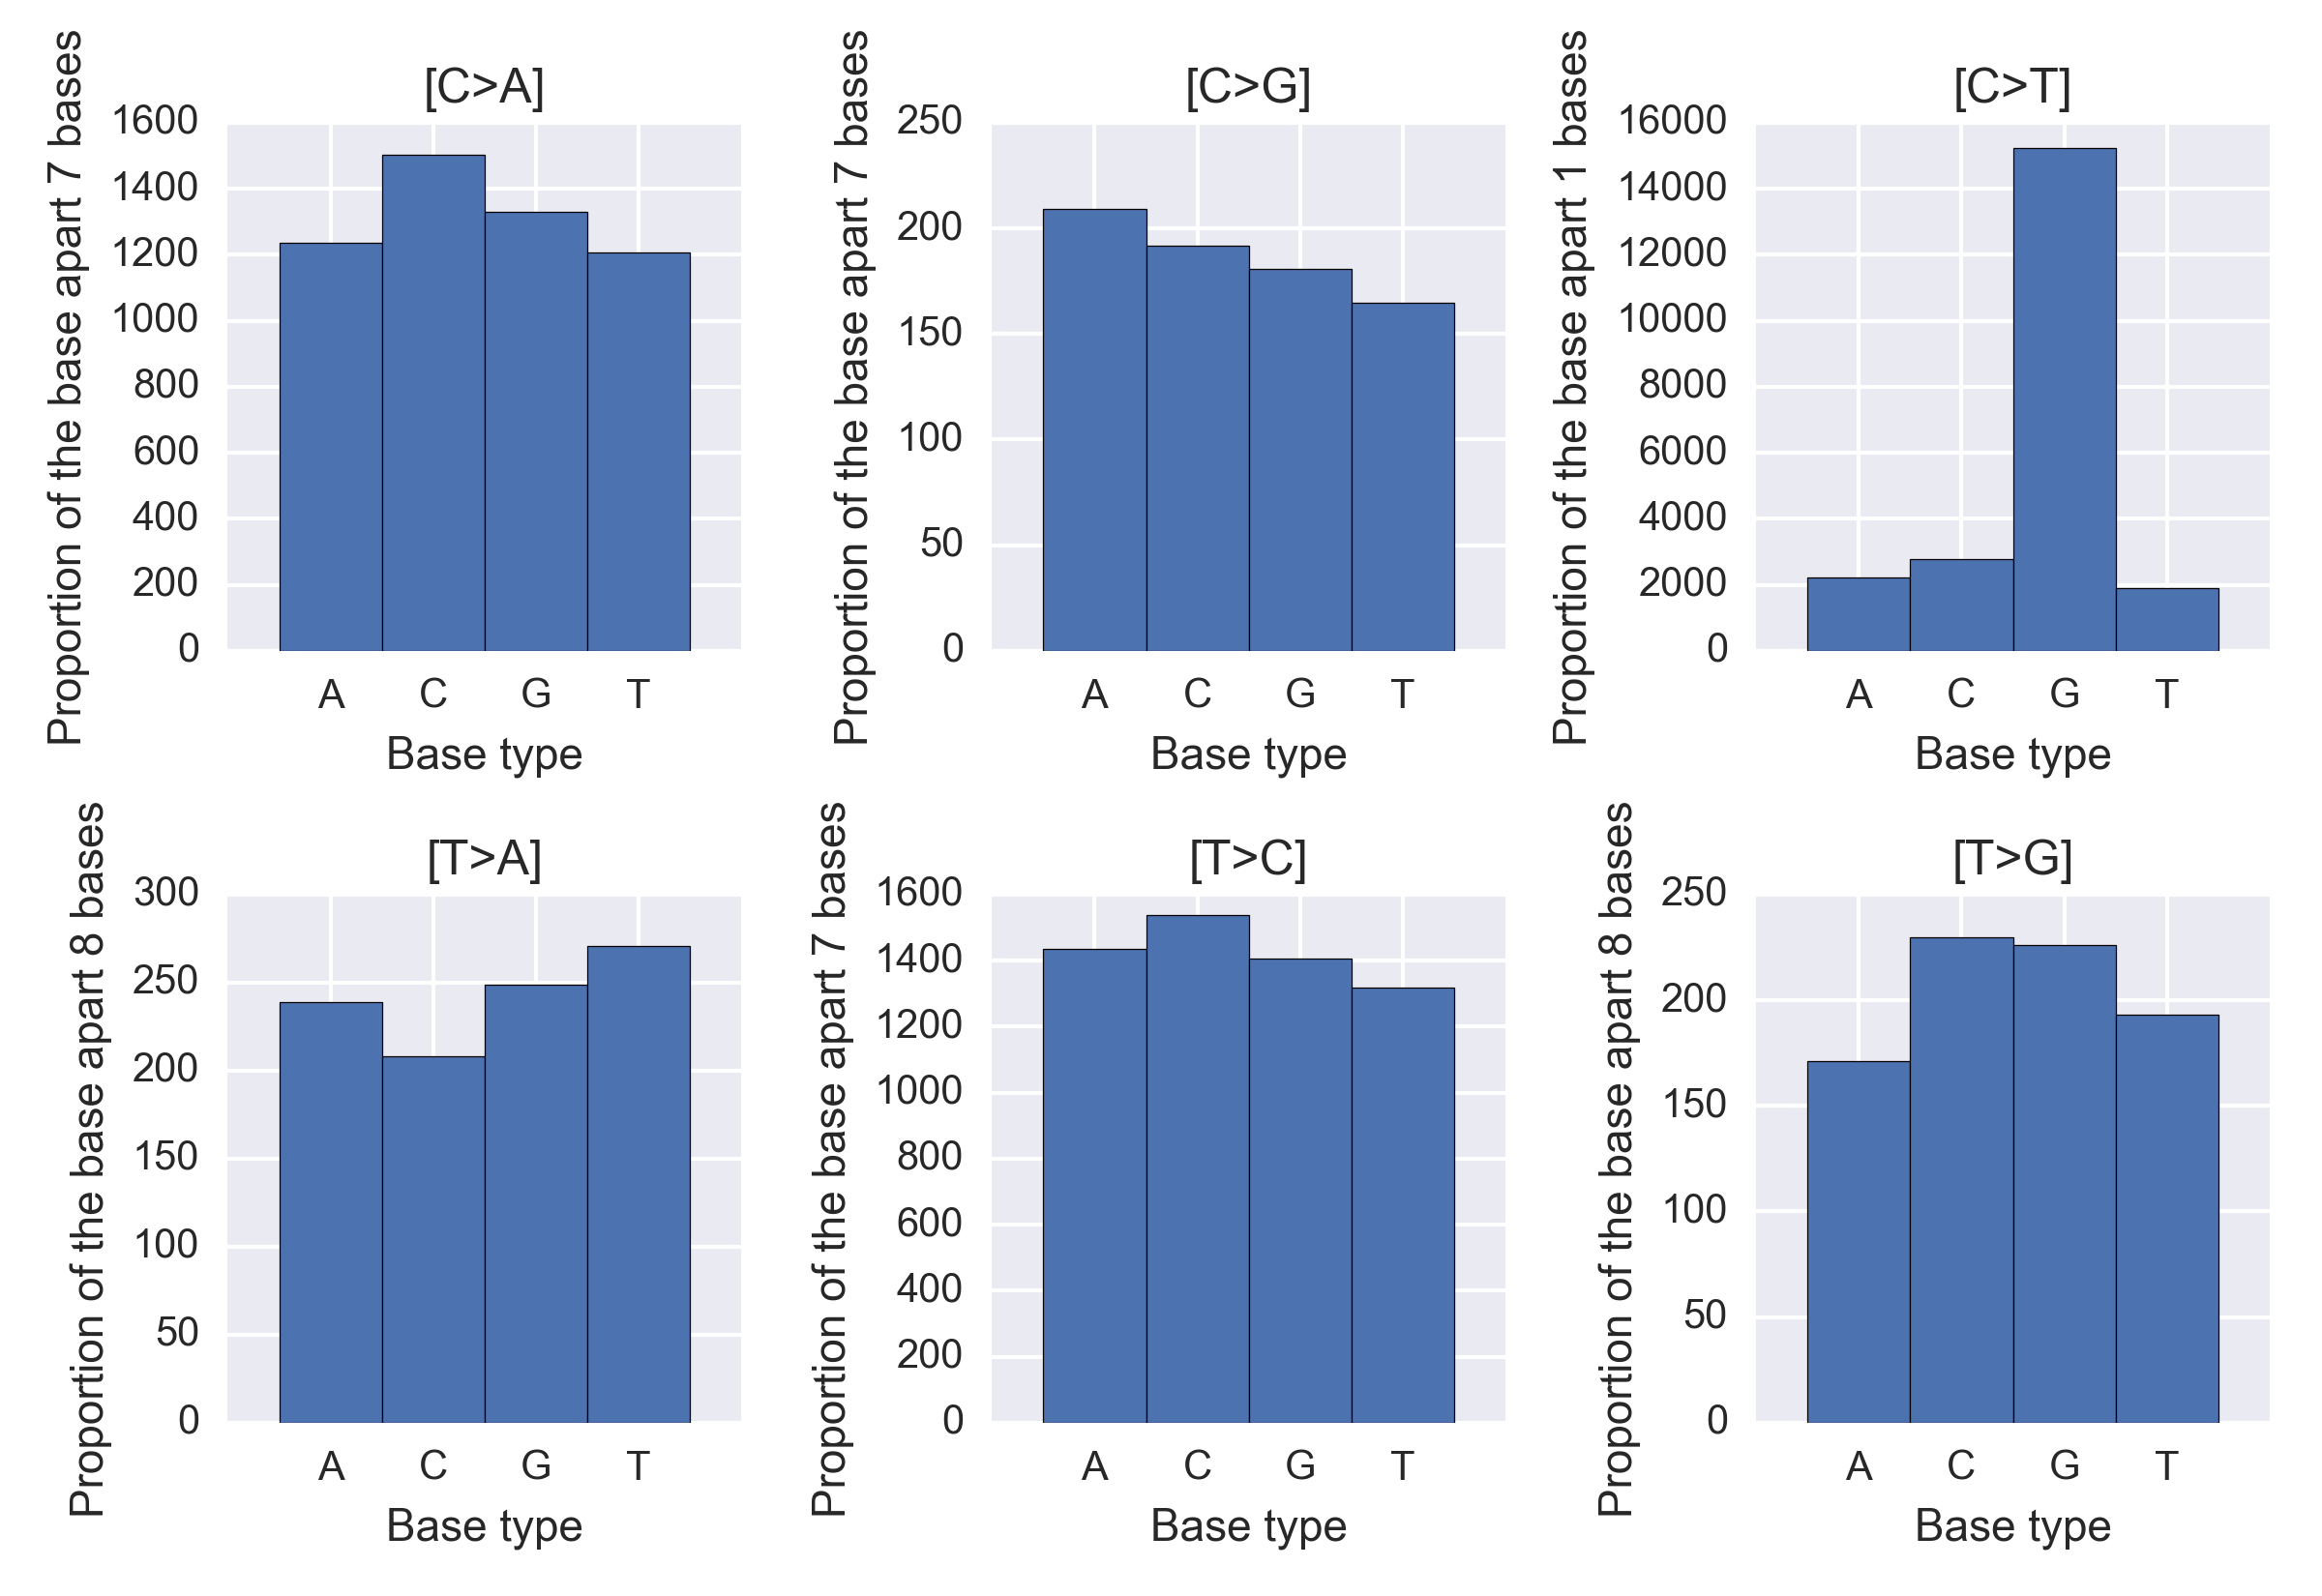 [C>A]
Proportion of the base apart 7 bases
1600
1400
1200
1000
800
600
400
200
0
A C G T
Base type
[C>G]
Proportion of the base apart 7 bases
250
200
150
100
50
0
A C G T
Base type
[C>T]
Proportion of the base apart 1 bases
16000
14000
12000
10000
8000
6000
4000
2000
0
A C G T
Base type
[T>A]
Proportion of the base apart 8 bases
300
250
200
150
100
50
0
A C G T
Base type
[T>C]
Proportion of the base apart 7 bases
1600
1400
1200
1000
800
600
400
200
0
A C G T
Base type
[T>G]
Proportion of the base apart 8 bases
250
200
150
100
50
0
A C G T
Base type